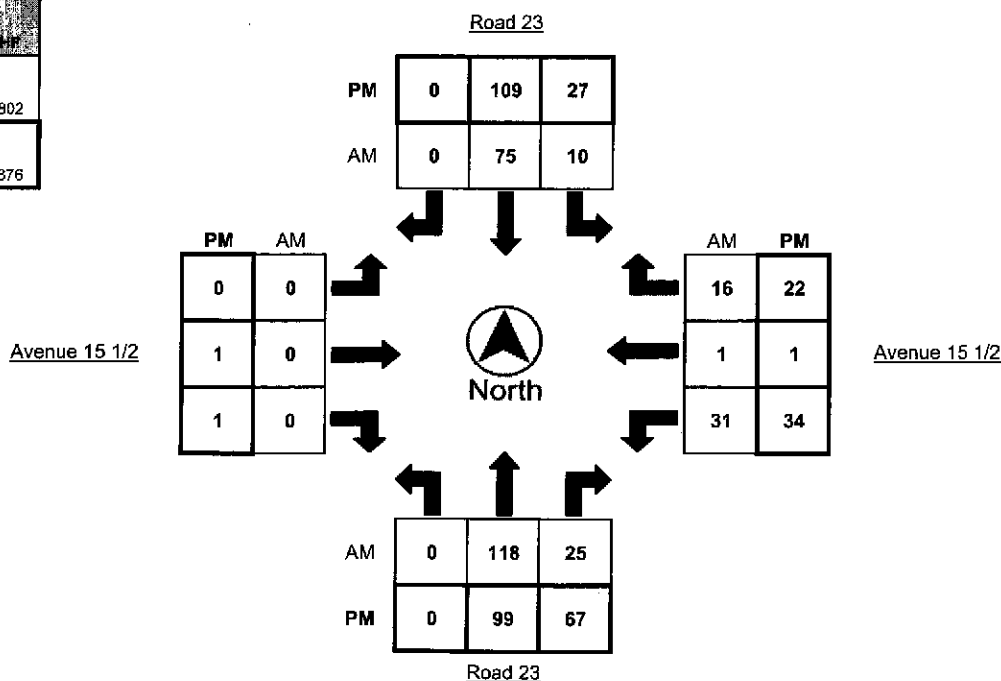 Road 23
PM 0 109 27
AM 0 75 10
PM AM
0 0
1 0
1 0
Avenue 15 1/2
North
AM PM
16 22
1 1
31 34
Avenue 15 1/2
AM 0 118 25
PM 0 99 67
Road 23